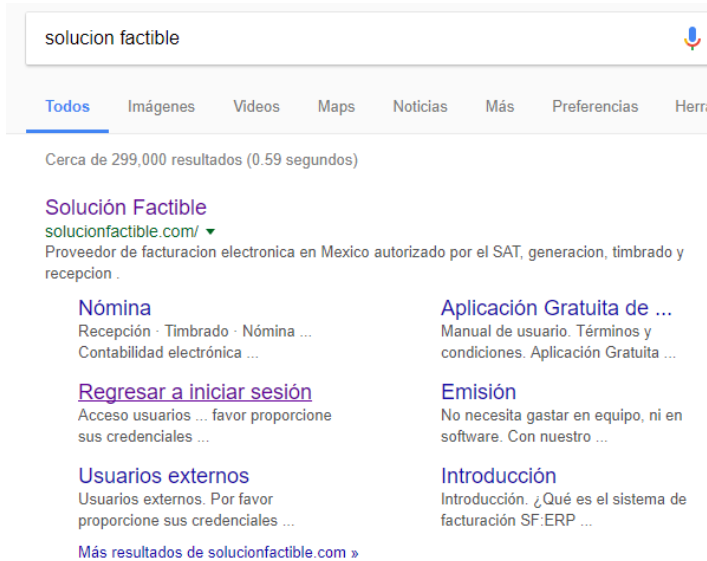 solucion factible
Todos Imágenes Videos Maps Noticias Más Preferencias Herra
Cerca de 299,000 resultados (0.59 segundos)
Solución Factible
solucionfactible.com/
Proveedor de facturacion electronica en Mexico autorizado por el SAT, generacion, timbrado y
recepcion .
Nómina
Recepción · Timbrado · Nómina ...
Contabilidad electrónica ...
Aplicación Gratuita de ...
Manual de usuario. Términos y
condiciones. Aplicación Gratuita ...
Regresar a iniciar sesión
Acceso usuarios ... favor proporcione
sus credenciales ...
Emisión
No necesita gastar en equipo, ni en
software. Con nuestro ...
Usuarios externos
Usuarios externos. Por favor
proporcione sus credenciales ...
Introducción
Introducción. ¿Qué es el sistema de
facturación SF:ERP ...
Más resultados de solucionfactible.com »